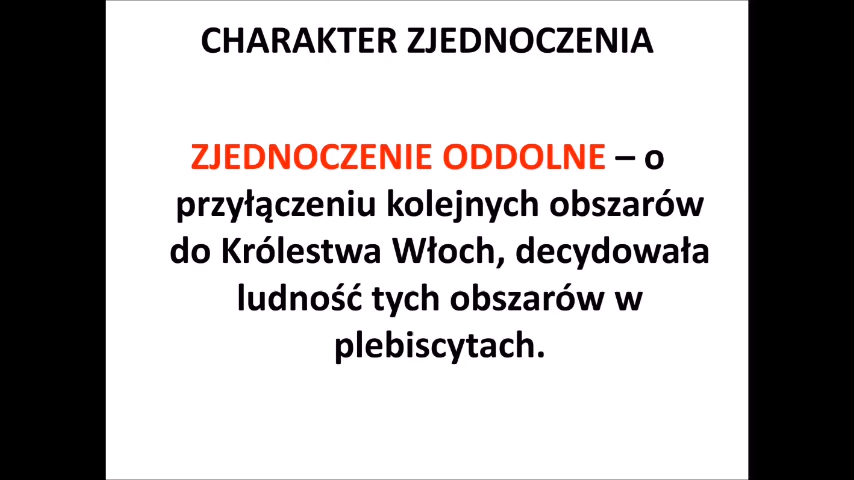 CHARAKTER ZJEDNOCZENIA
ZJEDNOCZENIE ODDOLNE – o
przyłączeniu kolejnych obszarów
do Królestwa Włoch, decydowała
ludność tych obszarów w
plebiscytach.